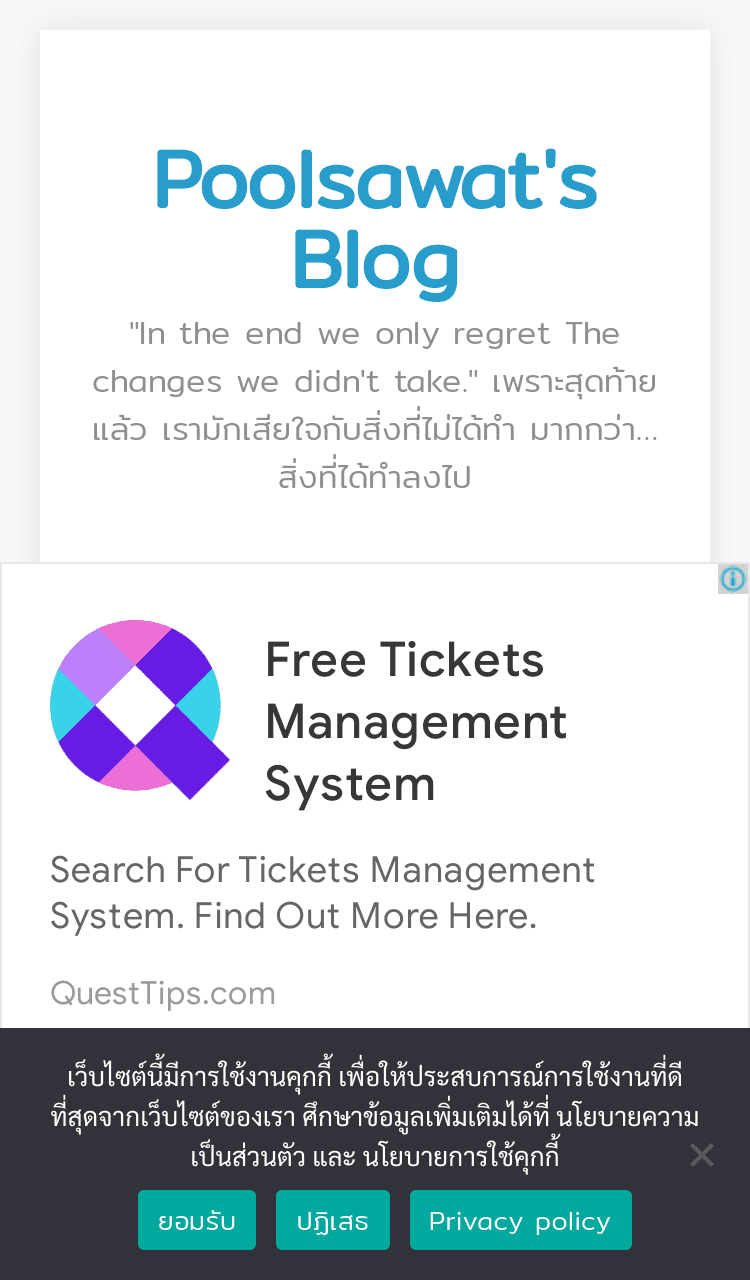 Poolsawat's
Blog
"In the end we only regret The
changes we didn't take." เพราะสุดท้าย
แล้ว เรามักเสียใจกับสิ่งที่ไม่ได้ทำ มากกว่า...
สิ่งที่ได้ทำลงไป
Free Tickets
Management
System
Search For Tickets Management
System. Find Out More Here.
QuestTips.com
เว็บไซต์นี้มีการใช้งานคุกกี้ เพื่อให้ประสบการณ์การใช้งานที่ดี
ที่สุดจากเว็บไซต์ของเรา ศึกษาข้อมูลเพิ่มเติมได้ที่ นโยบายความ
เป็นส่วนตัว และ นโยบายการใช้คุกกี้
ยอมรับ ปฏิเสธ Privacy policy